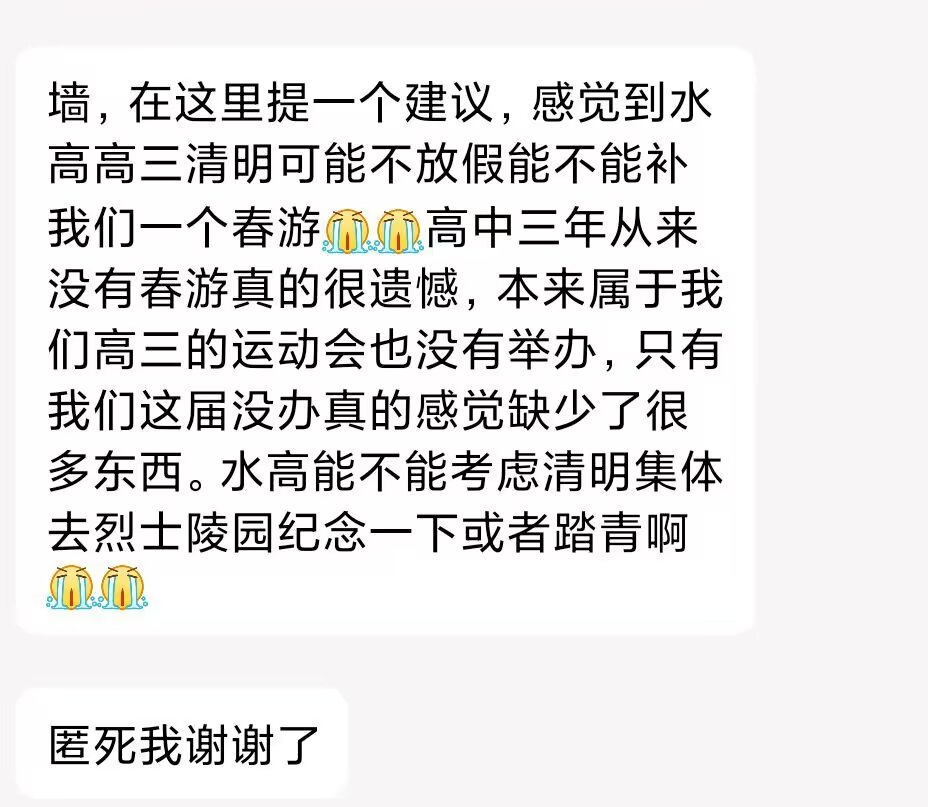 墙，在这里提一个建议，感觉到水
高高三清明可能不放假能不能补
我们一个春游😭😭高中三年从来
没有春游真的很遗憾，本来属于我
们高三的运动会也没有举办，只有
我们这届没办真的感觉缺少了很
多东西。水高能不能考虑清明集体
去烈士陵园纪念一下或者踏青啊
😭😭
匿死我谢谢了